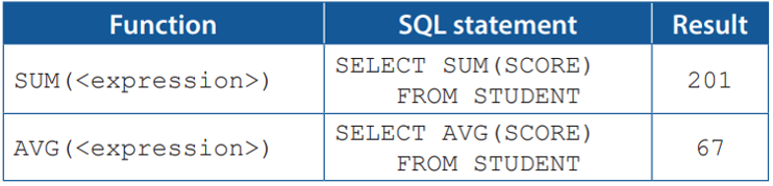 Function SQL statement Result
SUM(<expression>) SELECT SUM(SCORE) 201
FROM STUDENT
AVG(<expression>) SELECT AVG(SCORE) 67
FROM STUDENT